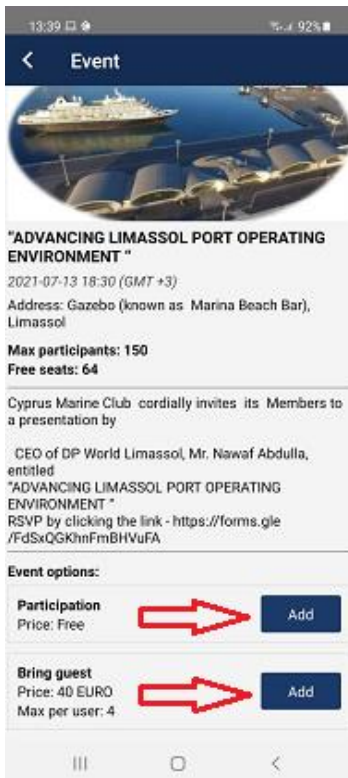 13:39
92%
Event
"ADVANCING LIMASSOL PORT OPERATING
ENVIRONMENT "
2021-07-13 18:30 (GMT +3)
Address: Gazebo (known as Marina Beach Bar),
Limassol
Max participants: 150
Free seats: 64
Cyprus Marine Club cordially invites its Members to
a presentation by
CEO of DP World Limassol, Mr. Nawaf Abdulla,
entitled
"ADVANCING LIMASSOL PORT OPERATING
ENVIRONMENT "
RSVP by clicking the link - https://forms.gle
/FdSxQGKhnFmBHVuFA
Event options:
Participation
Price: Free
Add
Bring guest
Price: 40 EURO
Max per user: 4
Add